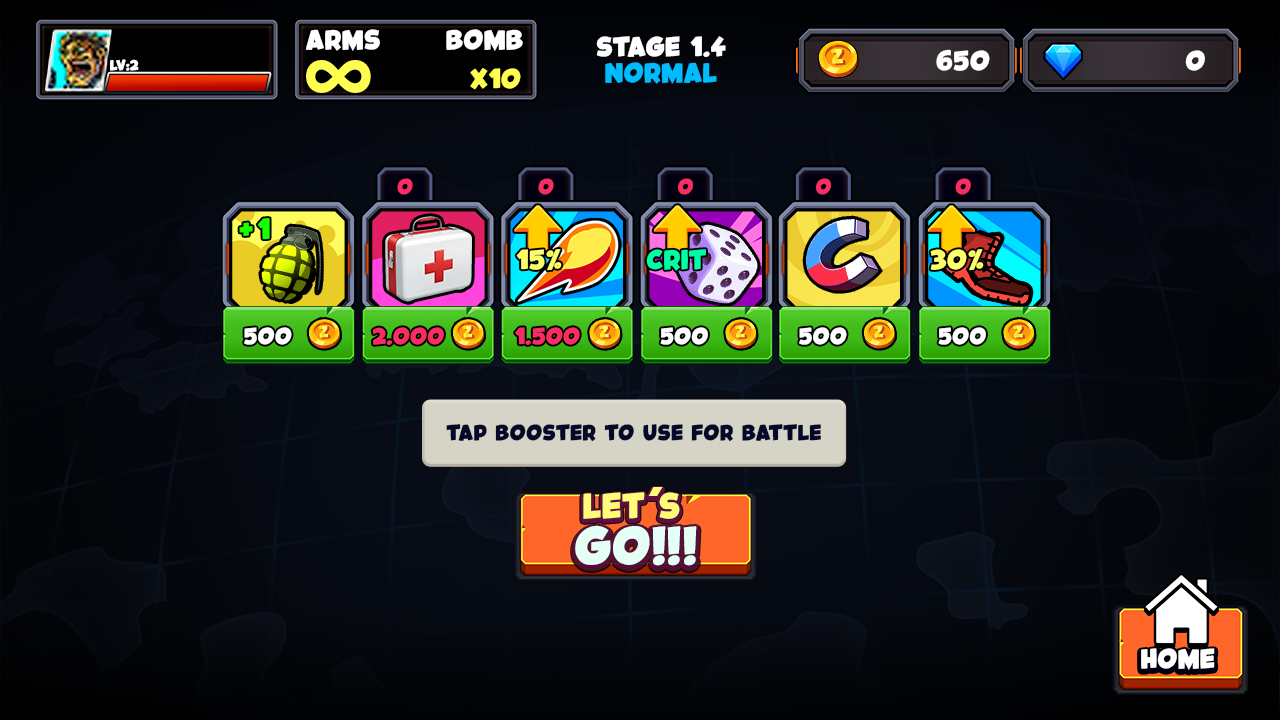 LV:2
ARMS BOMB
∞ X10
STAGE 1.4
NORMAL
650
0
0 0 0 0 0
+1
15%
CRIT
30%
500 2.000 1.500 500 500 500
TAP BOOSTER TO USE FOR BATTLE
LET'S
GO!!!
HOME